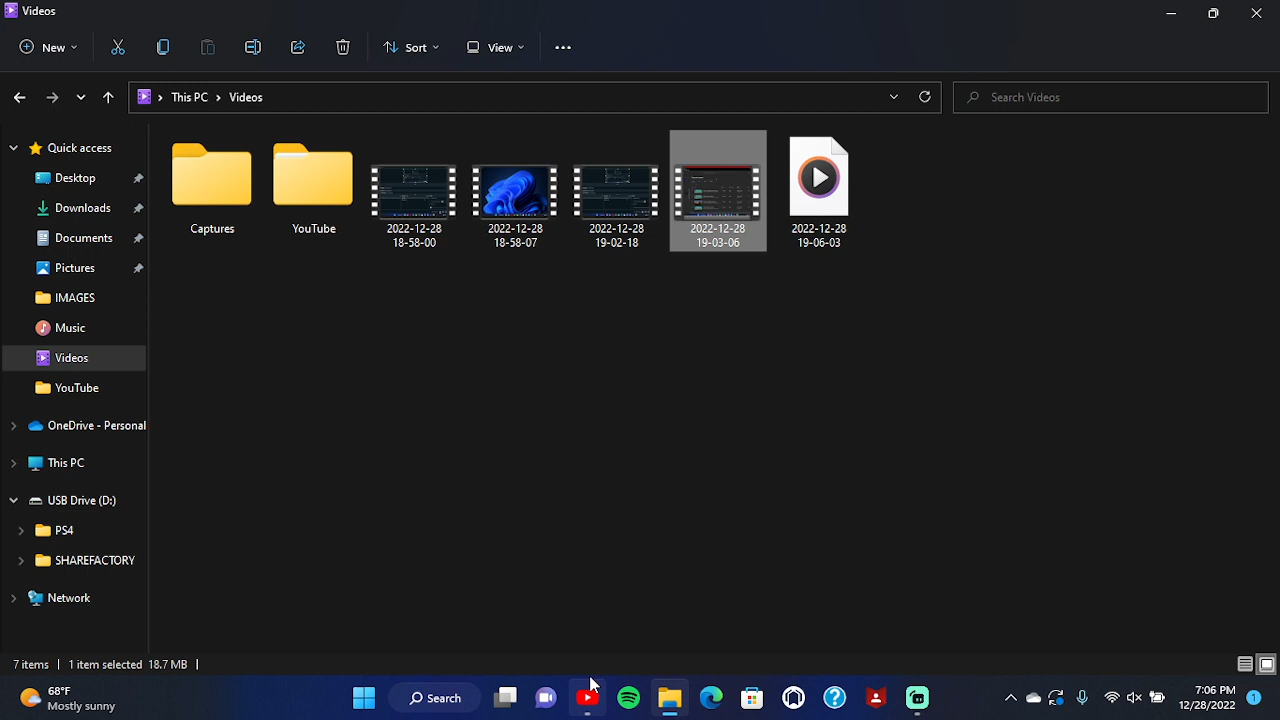 Videos
New
Sort
View
This PC
Videos
Search Videos
Quick access
Desktop
Downloads
Documents
Pictures
IMAGES
Music
Videos
YouTube
OneDrive - Personal
This PC
USB Drive (D:)
PS4
SHAREFACTORY
Network
Captures
YouTube
2022-12-28
18-58-00
2022-12-28
18-58-07
2022-12-28
19-02-18
2022-12-28
19-03-06
2022-12-28
19-06-03
7 items
1 item selected 18.7 MB
68°F
Mostly sunny
Search
7:06 PM
12/28/2022
1